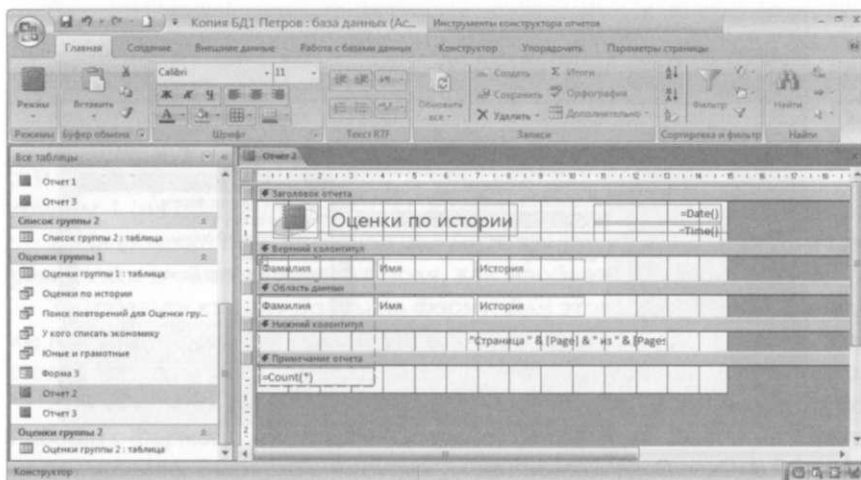 Копия БД1 Петров : база данных (Ac...
Инструменты конструктора отчетов
Главная Создание Внешние данные Работа с базами данных Конструктор Упорядочить Параметры страницы
Calibri 11
Режимы
Вставить
Ж К Ч
Обновить все
Создать
Сохранить
Удалить
Итоги
Орфография
Дополнительно
Фильтр
Найти
Режимы Буфер обмена Шрифт Текст RTF Записи Сортировка и фильтр Найти
Все таблицы
Отчет 1
Отчет 3
Список группы 2
Список группы 2 : таблица
Оценки группы 1
Оценки группы 1 : таблица
Оценки по истории
Поиск повторений для Оценки гру...
У кого списать экономику
Юные и грамотные
Форма 3
Отчет 2
Отчет 3
Оценки группы 2
Оценки группы 2 : таблица
Отчет 2
Заголовок отчета
Оценки по истории
=Date()
=Time()
Верхний колонтитул
Фамилия Имя История
Область данных
Фамилия Имя История
Нижний колонтитул
"Страница " & [Page] & " из " & [Pages
Примечание отчета
=Count(*)
Конструктор